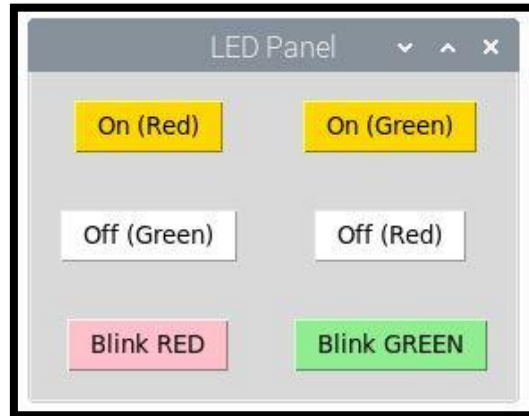 LED Panel
On (Red) On (Green)
Off (Green) Off (Red)
Blink RED Blink GREEN